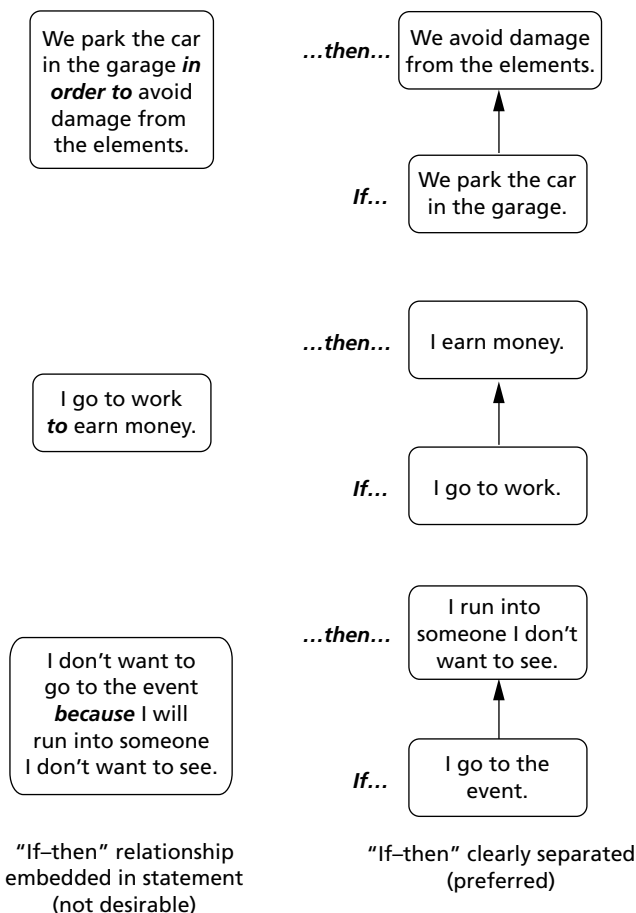 We park the car
in the garage in
order to avoid
damage from
the elements.
...then...
We avoid damage
from the elements.
If...
We park the car
in the garage.
I go to work
to earn money.
...then...
I earn money.
If...
I go to work.
I don't want to
go to the event
because I will
run into someone
I don't want to see.
...then...
I run into
someone I don't
want to see.
If...
I go to the
event.
"If–then" relationship
embedded in statement
(not desirable)
"If–then" clearly separated
(preferred)